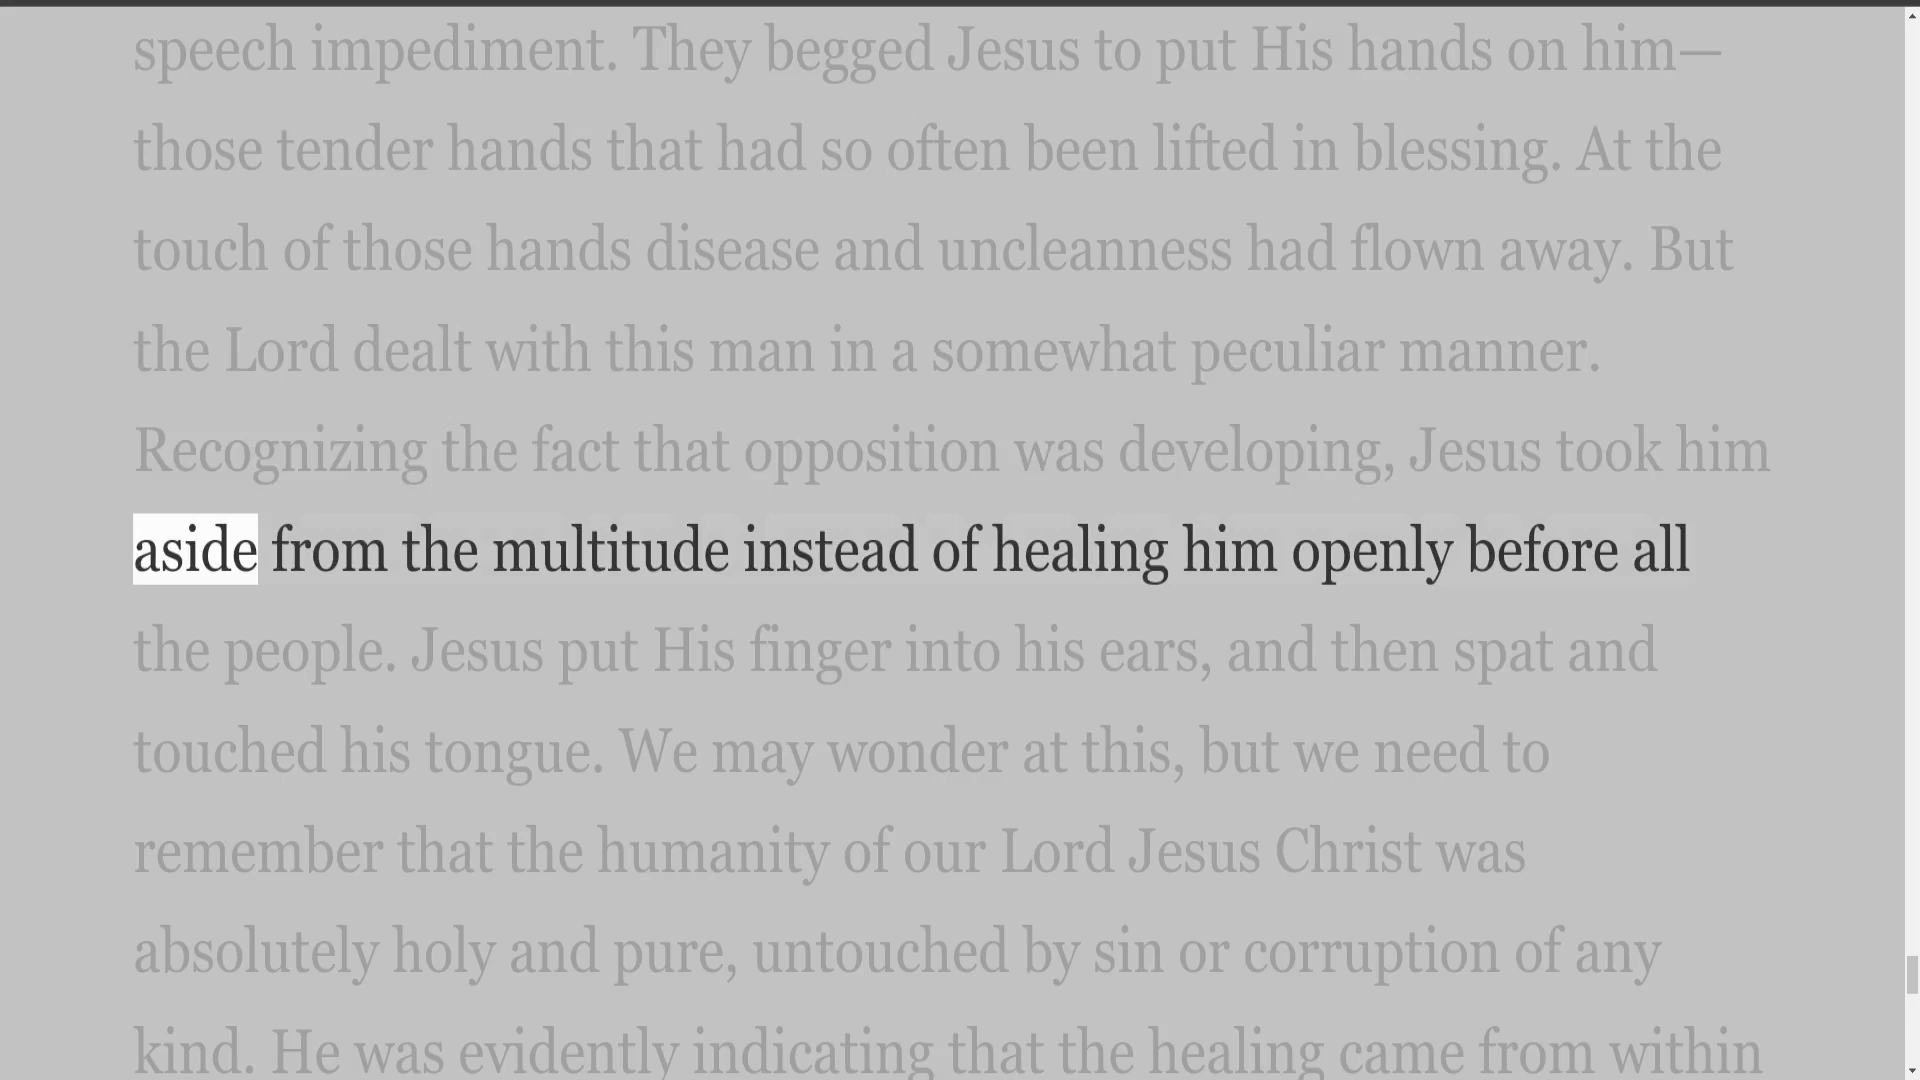 speech impediment. They begged Jesus to put His hands on him—
those tender hands that had so often been lifted in blessing. At the
touch of those hands disease and uncleanness had flown away. But
the Lord dealt with this man in a somewhat peculiar manner.
Recognizing the fact that opposition was developing, Jesus took him
aside from the multitude instead of healing him openly before all
the people. Jesus put His finger into his ears, and then spat and
touched his tongue. We may wonder at this, but we need to
remember that the humanity of our Lord Jesus Christ was
absolutely holy and pure, untouched by sin or corruption of any
kind. He was evidently indicating that the healing came from within